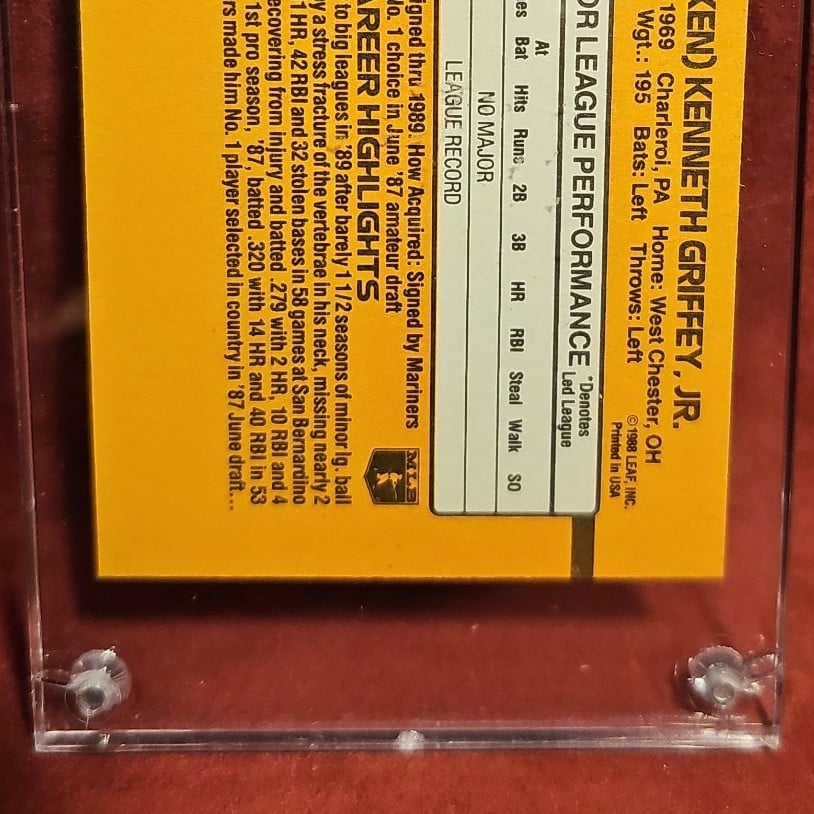 KEN) KENNETH GRIFFEY, JR.
1969 Charleroi, PA Home: West Chester, OH
Wgt.: 195 Bats: Left Throws: Left
©1988 LEAF, INC.
Printed in USA
OR LEAGUE PERFORMANCE *Denotes
Led League
At
es Bat Hits Runs 2B 3B HR RBI Steal Walk SO
NO MAJOR
LEAGUE RECORD
MLB
igned thru 1989. How Acquired: Signed by Mariners
No. 1 choice in June '87 amateur draft
AREER HIGHLIGHTS
to big leagues in '89 after barely 1 1/2 seasons of minor lg. ball
y a stress fracture of the vertebrae in his neck, missing nearly 2
1 HR, 42 RBI and 32 stolen bases in 58 games at San Bernardino
ecovering from injury and batted .279 with 2 HR, 10 RBI and 4
1st pro season, '87, batted .320 with 14 HR and 40 RBI in 53
rs made him No. 1 player selected in country in '87 June draft...